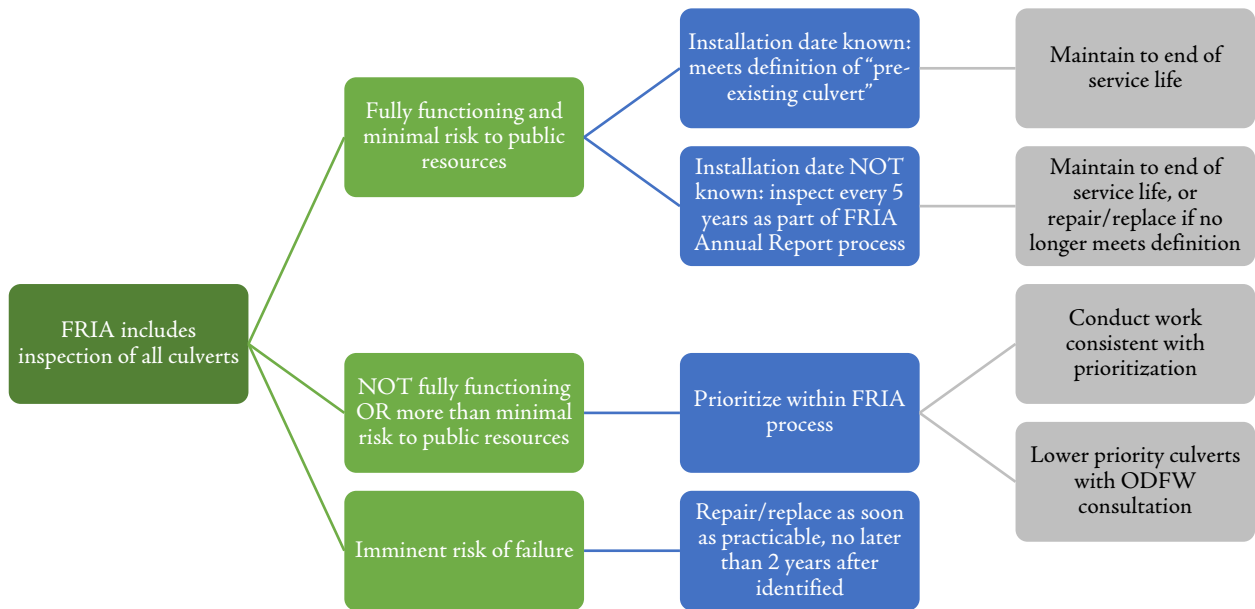 FRIA includes
inspection of all culverts
Fully functioning and
minimal risk to public
resources
Installation date known:
meets definition of “pre-
existing culvert”
Maintain to end of
service life
Installation date NOT
known: inspect every 5
years as part of FRIA
Annual Report process
Maintain to end of
service life, or
repair/replace if no
longer meets definition
NOT fully functioning
OR more than minimal
risk to public resources
Prioritize within FRIA
process
Conduct work
consistent with
prioritization
Lower priority culverts
with ODFW
consultation
Imminent risk of failure
Repair/replace as soon
as practicable, no later
than 2 years after
identified